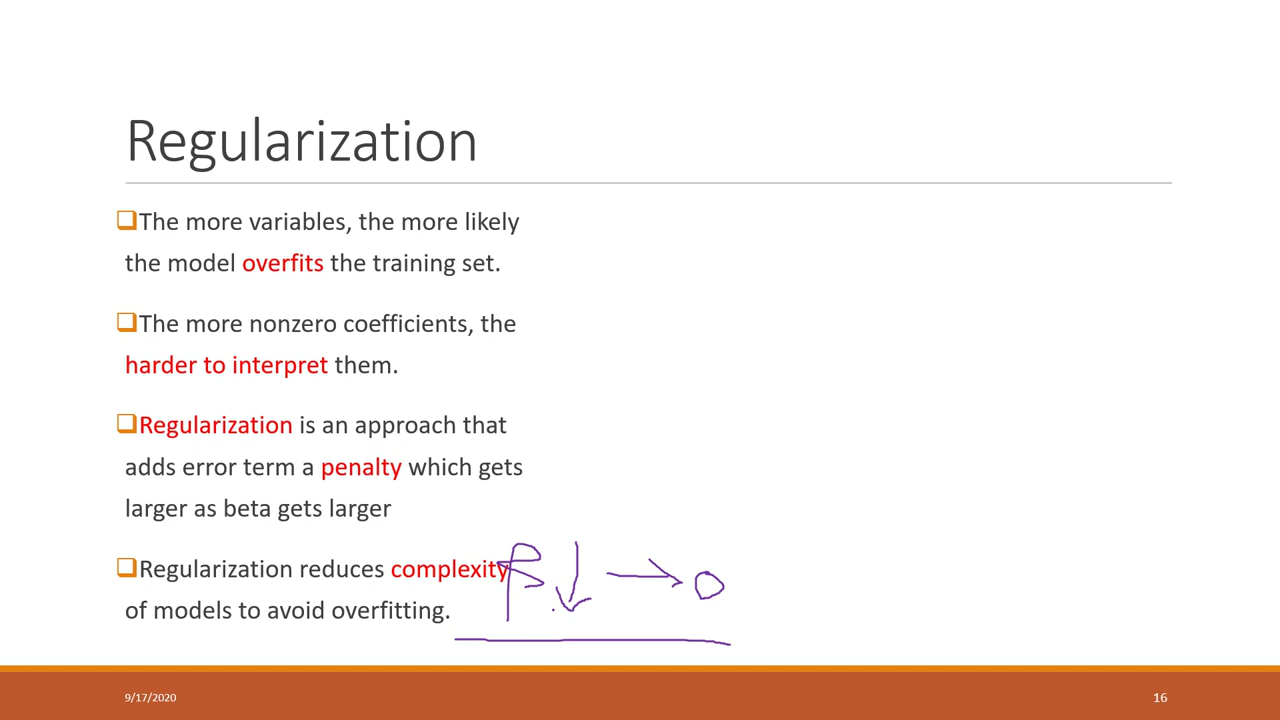 Regularization
The more variables, the more likely
the model overfits the training set.
The more nonzero coefficients, the
harder to interpret them.
Regularization is an approach that
adds error term a penalty which gets
larger as beta gets larger
Regularization reduces complexity
of models to avoid overfitting.
β ↓ → 0
9/17/2020
16